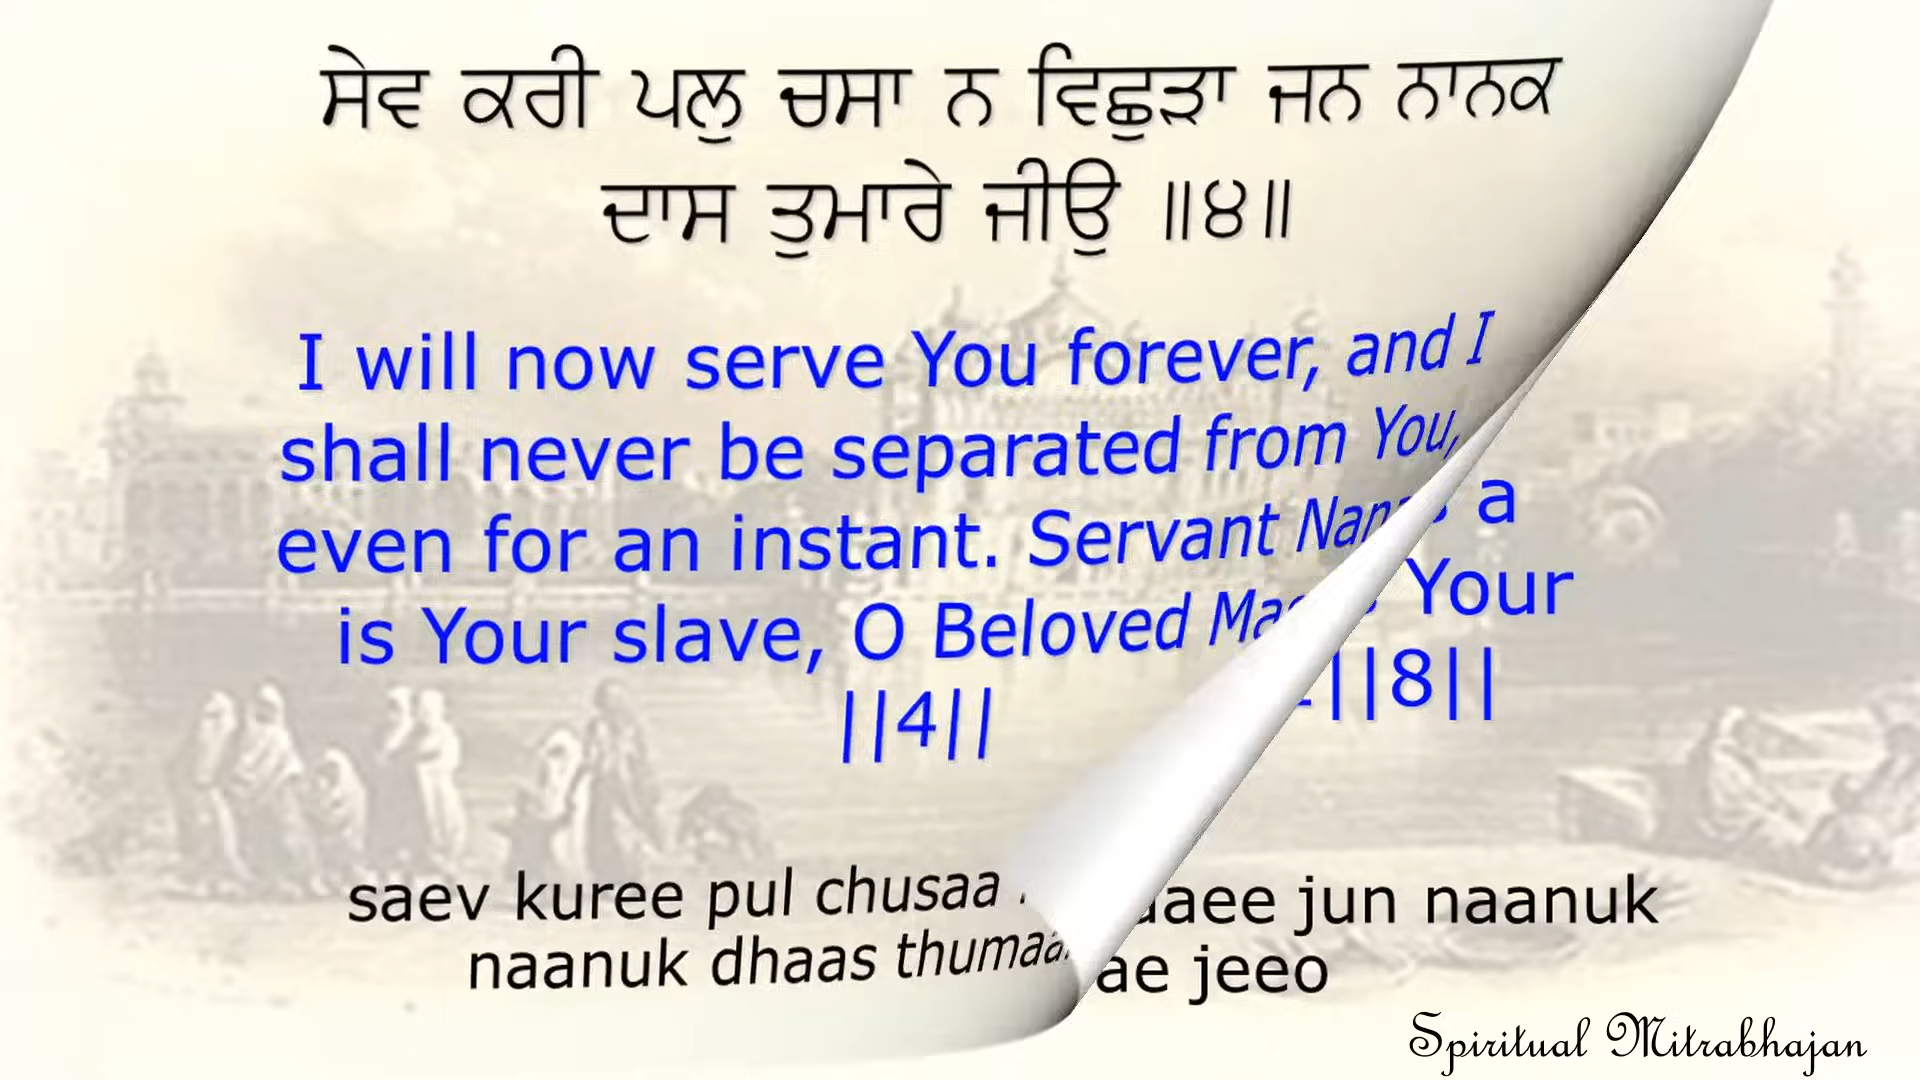 ਸੇਵ ਕਰੀ ਪਲੁ ਚਸਾ ਨ ਵਿਛੁੜਾ ਜਨ ਨਾਨਕ
ਦਾਸ ਤੁਮਾਰੇ ਜੀਉ ॥੪॥
I will now serve You forever, and I
shall never be separated from You,
even for an instant. Servant a
is Your slave, O Beloved Your
||4|| ||8||
saev kuree pul chusaa jun naanuk
naanuk dhaas jeeo
Spiritual Mitrabhajan